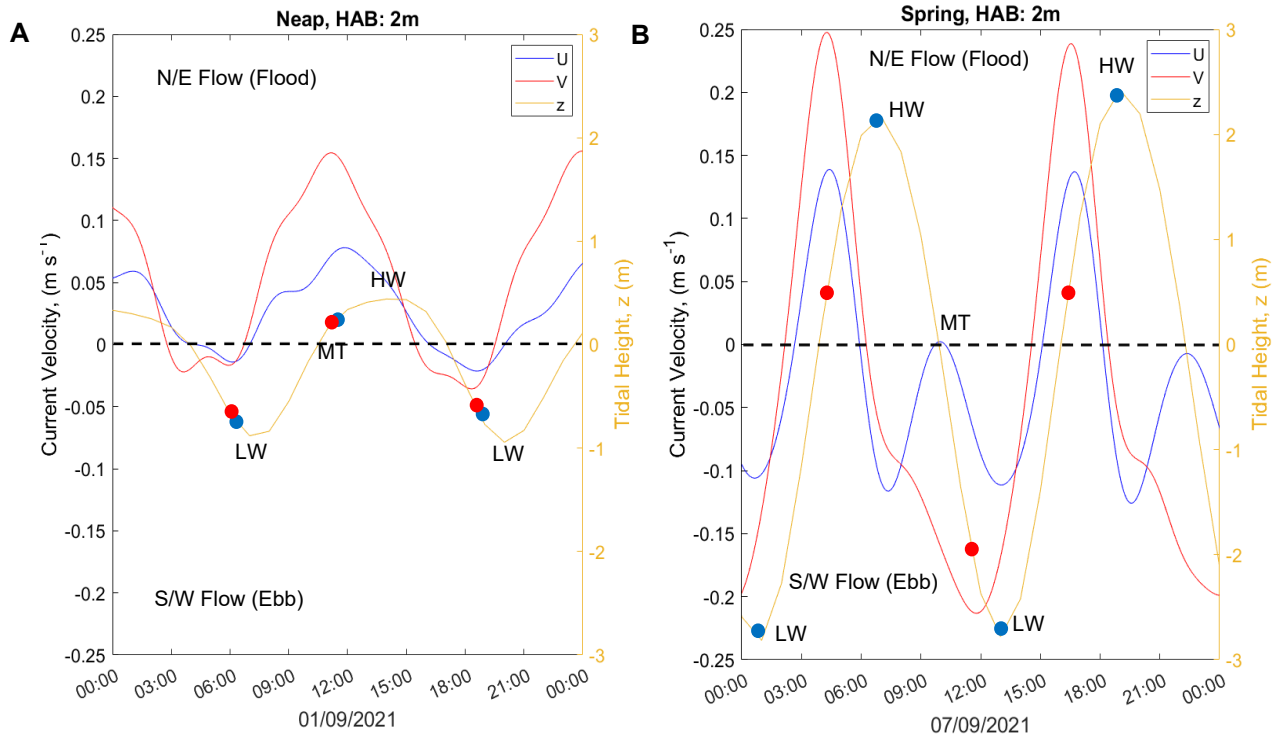 A
Neap, HAB: 2m
0.25
0.2
0.15
0.1
0.05
0
-0.05
-0.1
-0.15
-0.2
-0.25
Current Velocity, (m s⁻¹)
N/E Flow (Flood)
U
V
z
HW
MT
LW
LW
S/W Flow (Ebb)
3
2
1
0
-1
-2
-3
Tidal Height, z (m)
00:00
03:00
06:00
09:00
12:00
15:00
18:00
21:00
00:00
01/09/2021
B
Spring, HAB: 2m
0.25
0.2
0.15
0.1
0.05
0
-0.05
-0.1
-0.15
-0.2
-0.25
Current Velocity, (m s⁻¹)
N/E Flow (Flood)
U
V
z
HW
HW
MT
S/W Flow (Ebb)
LW
LW
3
2
1
0
-1
-2
-3
Tidal Height, z (m)
00:00
03:00
06:00
09:00
12:00
15:00
18:00
21:00
00:00
07/09/2021